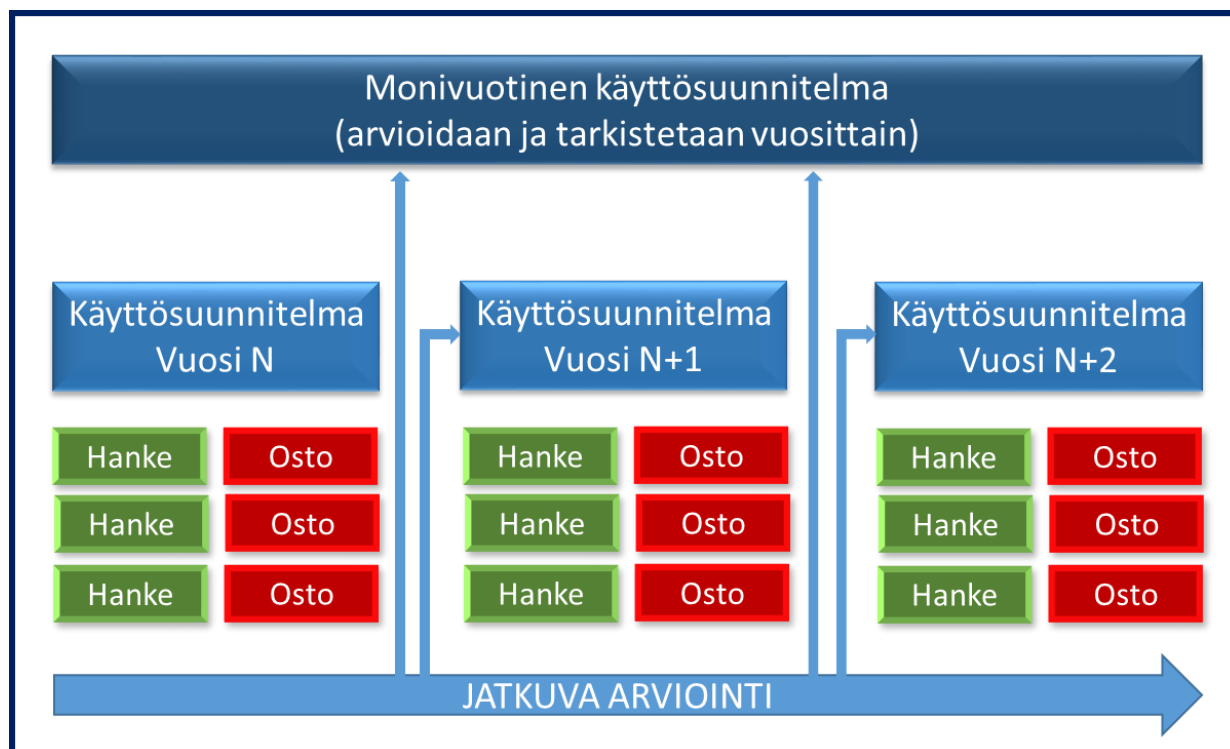 Monivuotinen käyttösuunnitelma
(arvioidaan ja tarkistetaan vuosittain)
Käyttösuunnitelma
Vuosi N
Käyttösuunnitelma
Vuosi N+1
Käyttösuunnitelma
Vuosi N+2
Hanke
Osto
Hanke
Osto
Hanke
Osto
Hanke
Osto
Hanke
Osto
Hanke
Osto
Hanke
Osto
Hanke
Osto
Hanke
Osto
JATKUVA ARVIOINTI